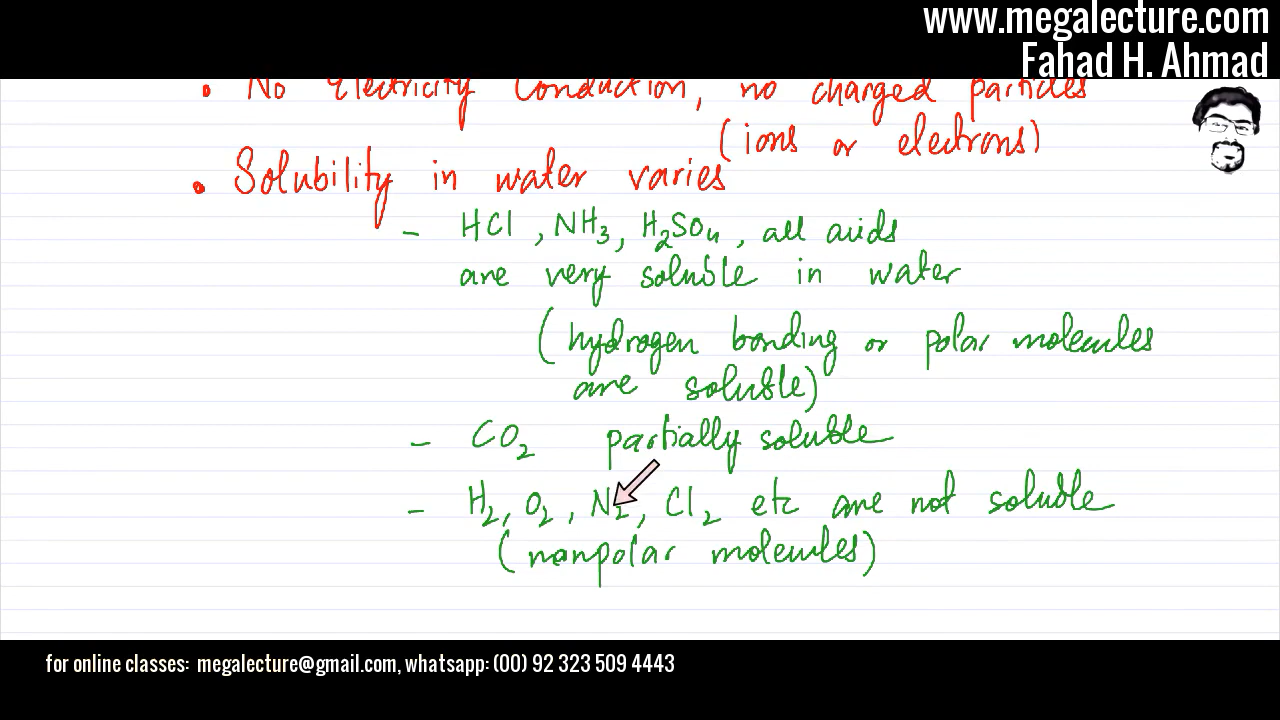 www.megalecture.com
Fahad H. Ahmad
• No Electricity Conduction, no charged particles
(ions or electrons)
• Solubility in water varies
- HCl, NH₃, H₂SO₄, all acids
are very soluble in water
(hydrogen bonding or polar molecules
are soluble)
- CO₂ partially soluble
- H₂, O₂, N₂, Cl₂ etc are not soluble
(nonpolar molecules)
for online classes: megalecture@gmail.com, whatsapp: (00) 92 323 509 4443